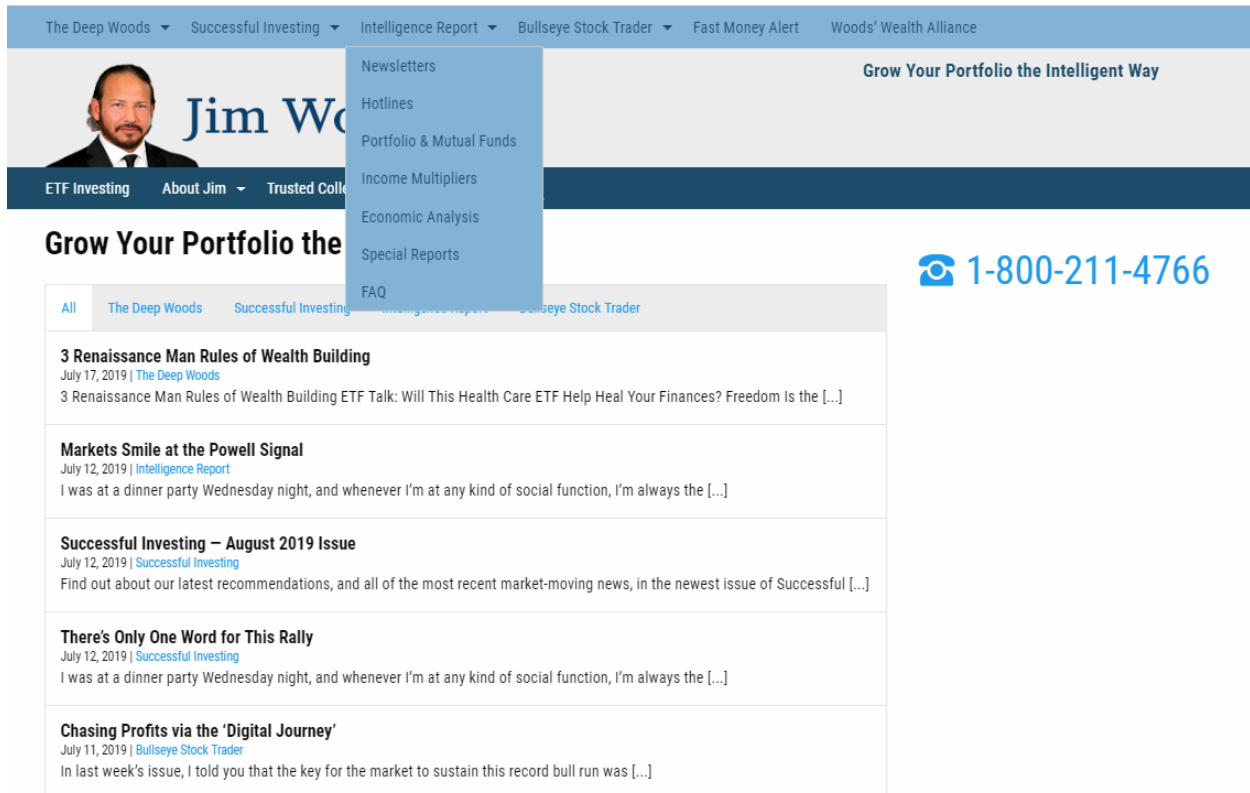 The Deep Woods Successful Investing Intelligence Report Bullseye Stock Trader Fast Money Alert Woods' Wealth Alliance
Newsletters
Hotlines
Portfolio & Mutual Funds
Income Multipliers
Economic Analysis
Special Reports
FAQ
Grow Your Portfolio the Intelligent Way
Jim
ETF Investing About Jim Trusted
Grow Your Portfolio the
1-800-211-4766
All The Deep Woods Successful Investing Intelligence Report Bullseye Stock Trader
3 Renaissance Man Rules of Wealth Building
July 17, 2019 | The Deep Woods
3 Renaissance Man Rules of Wealth Building ETF Talk: Will This Health Care ETF Help Heal Your Finances? Freedom Is the [...]
Markets Smile at the Powell Signal
July 12, 2019 | Intelligence Report
I was at a dinner party Wednesday night, and whenever I'm at any kind of social function, I'm always the [...]
Successful Investing — August 2019 Issue
July 12, 2019 | Successful Investing
Find out about our latest recommendations, and all of the most recent market-moving news, in the newest issue of Successful [...]
There's Only One Word for This Rally
July 12, 2019 | Successful Investing
I was at a dinner party Wednesday night, and whenever I'm at any kind of social function, I'm always the [...]
Chasing Profits via the 'Digital Journey'
July 11, 2019 | Bullseye Stock Trader
In last week's issue, I told you that the key for the market to sustain this record bull run was [...]